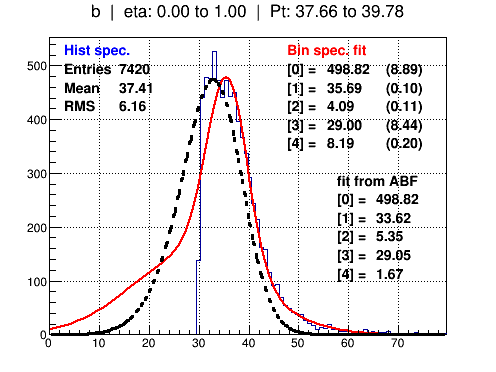 b | eta: 0.00 to 1.00 | Pt: 37.66 to 39.78
Hist spec.
Entries 7420
Mean 37.41
RMS 6.16
Bin spec. fit
[0] = 498.82 (8.89)
[1] = 35.69 (0.10)
[2] = 4.09 (0.11)
[3] = 29.00 (8.44)
[4] = 8.19 (0.20)
fit from ABF
[0] = 498.82
[1] = 33.62
[2] = 5.35
[3] = 29.05
[4] = 1.67
500
400
300
200
100
0
0 10 20 30 40 50 60 70